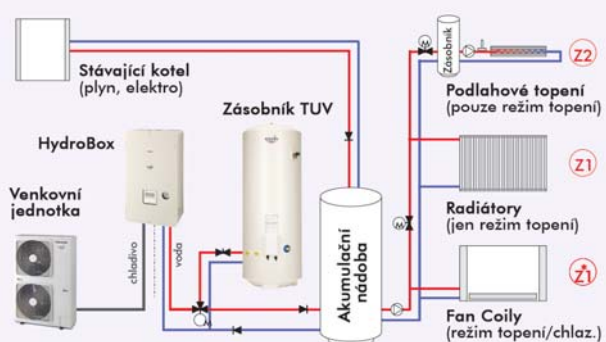 Stávající kotel
(plyn, elektro)
Zásobník TUV
HydroBox
Venkovní
jednotka
chladivo
voda
Akumulační
nádoba
M
M
M
Zásobník
Z2
Podlahové topení
(pouze režim topení)
Z1
Radiátory
(jen režim topení)
Z1*
Fan Coily
(režim topení/chlaz.)